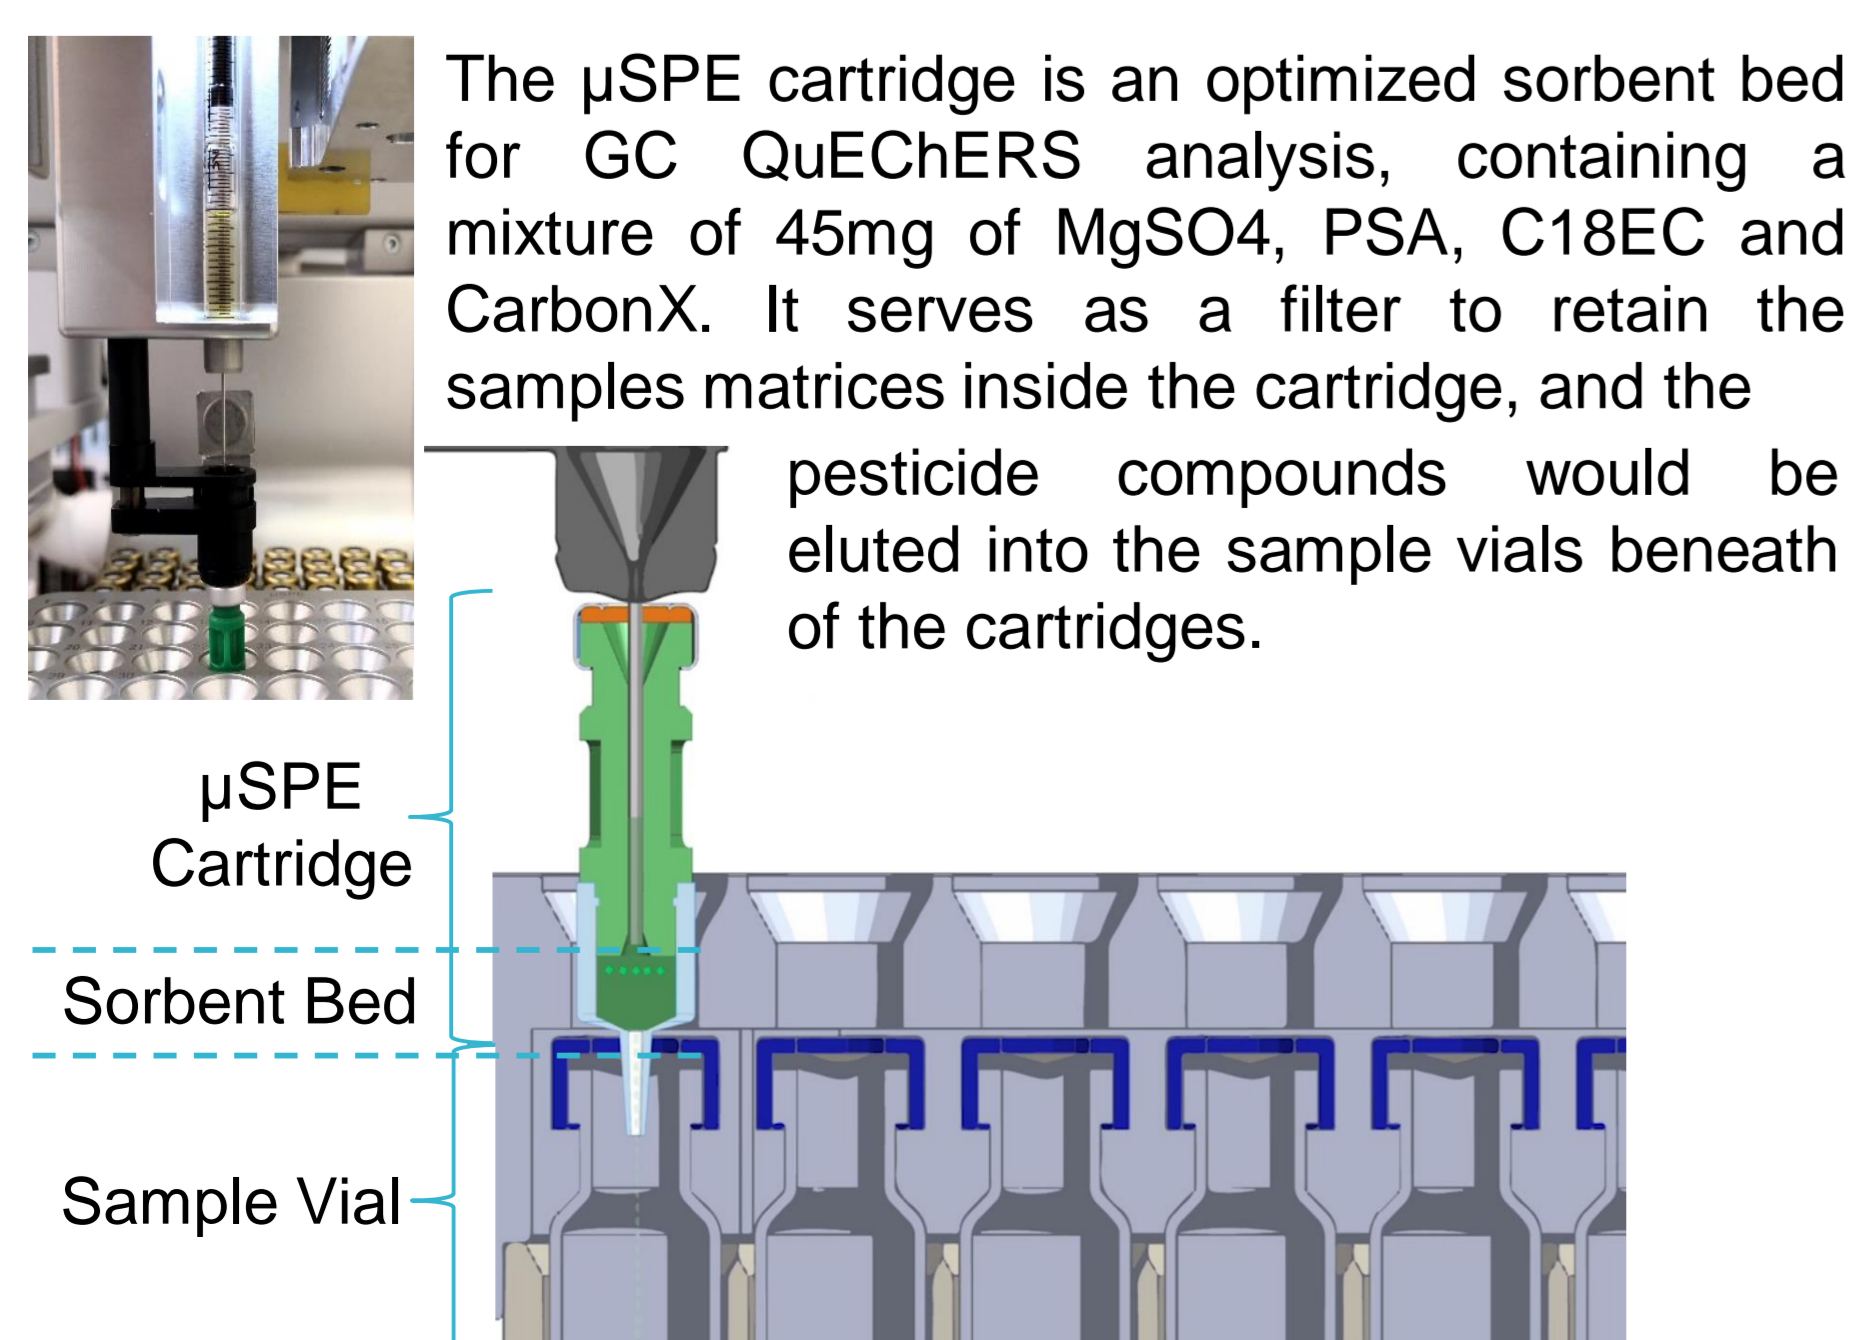 The µSPE cartridge is an optimized sorbent bed
for GC QuEChERS analysis, containing a
mixture of 45mg of MgSO4, PSA, C18EC and
CarbonX. It serves as a filter to retain the
samples matrices inside the cartridge, and the
pesticide compounds would be
eluted into the sample vials beneath
of the cartridges.
µSPE
Cartridge
Sorbent Bed
Sample Vial